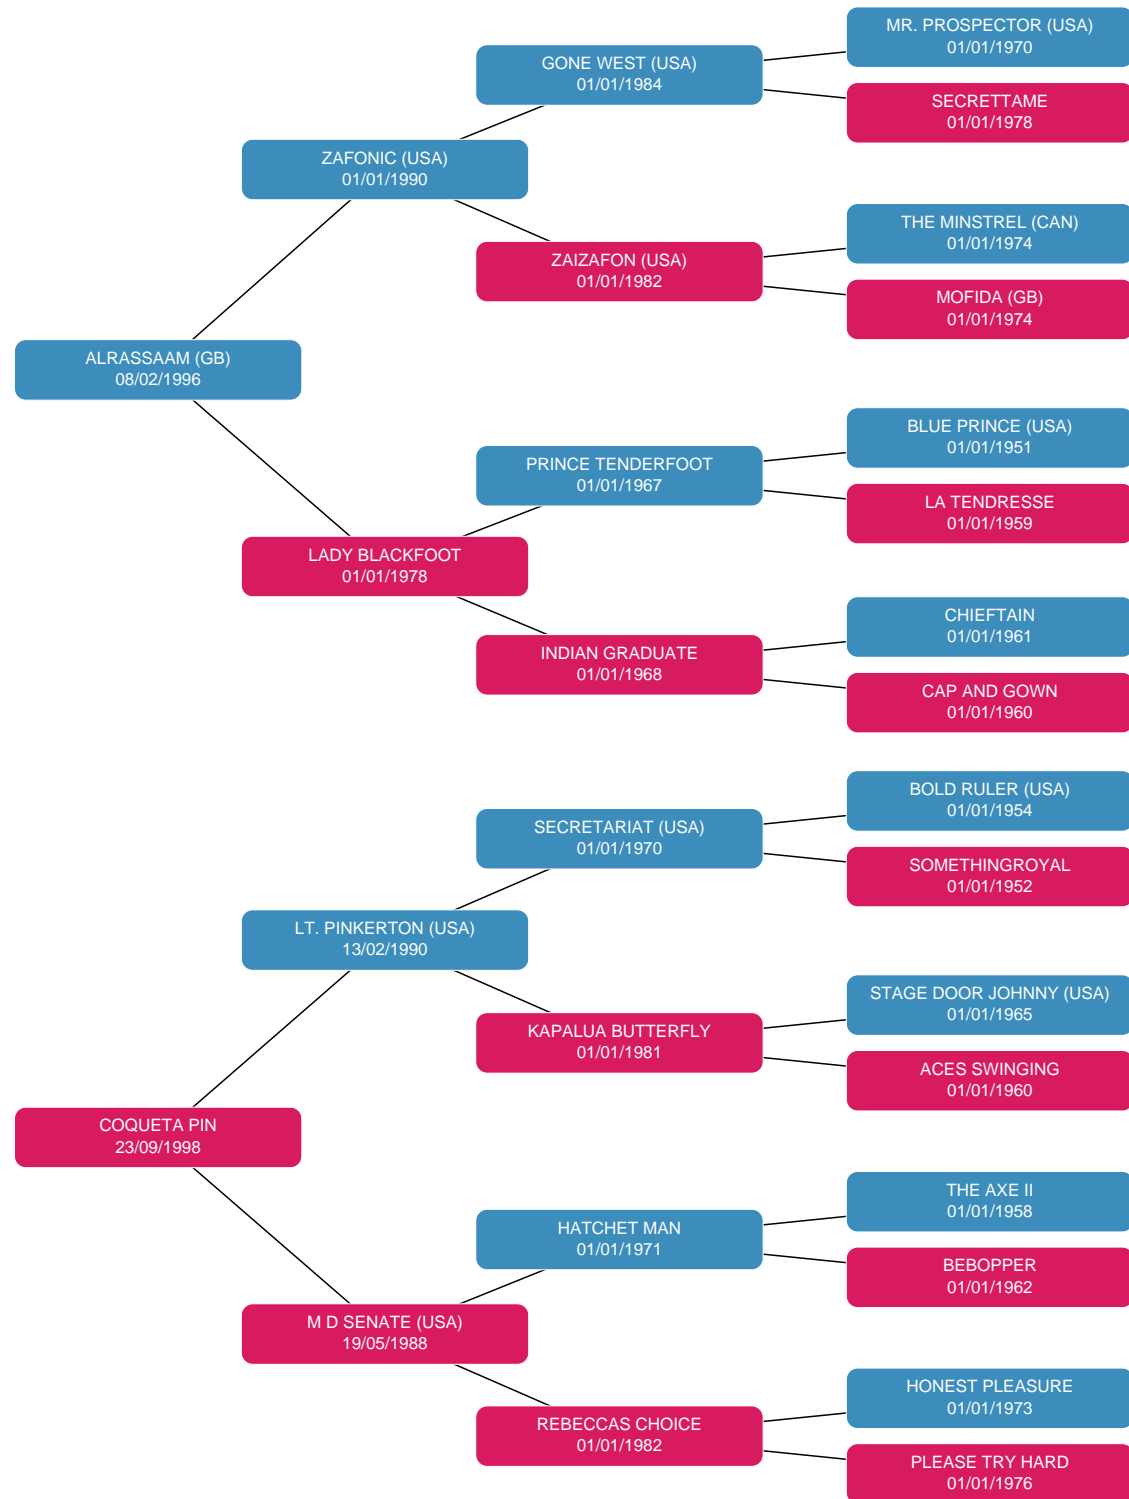 MR. PROSPECTOR (USA)
01/01/1970
GONE WEST (USA)
01/01/1984
SECRETTAME
01/01/1978
ZAFONIC (USA)
01/01/1990
THE MINSTREL (CAN)
01/01/1974
ZAIZAFON (USA)
01/01/1982
MOFIDA (GB)
01/01/1974
ALRASSAAM (GB)
08/02/1996
BLUE PRINCE (USA)
01/01/1951
PRINCE TENDERFOOT
01/01/1967
LA TENDRESSE
01/01/1959
LADY BLACKFOOT
01/01/1978
CHIEFTAIN
01/01/1961
INDIAN GRADUATE
01/01/1968
CAP AND GOWN
01/01/1960
BOLD RULER (USA)
01/01/1954
SECRETARIAT (USA)
01/01/1970
SOMETHINGROYAL
01/01/1952
LT. PINKERTON (USA)
13/02/1990
STAGE DOOR JOHNNY (USA)
01/01/1965
KAPALUA BUTTERFLY
01/01/1981
ACES SWINGING
01/01/1960
COQUETA PIN
23/09/1998
THE AXE II
01/01/1958
HATCHET MAN
01/01/1971
BEBOPPER
01/01/1962
M D SENATE (USA)
19/05/1988
HONEST PLEASURE
01/01/1973
REBECCAS CHOICE
01/01/1982
PLEASE TRY HARD
01/01/1976